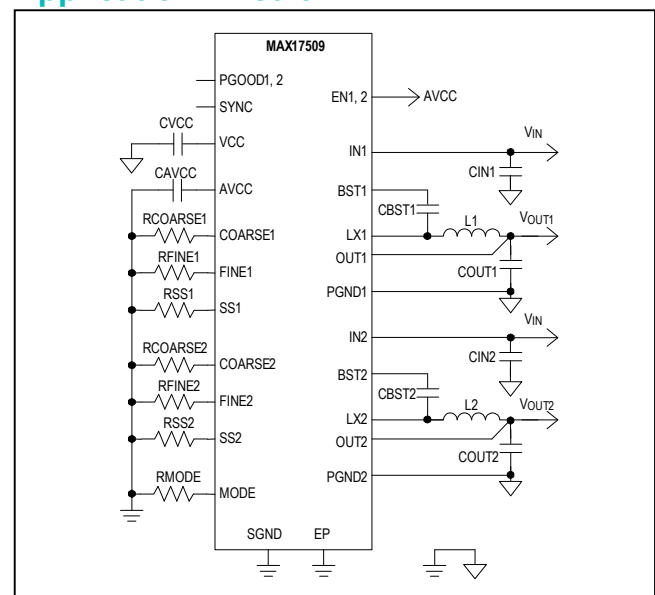 MAX17509
PGOOD1, 2
SYNC
CVCC
VCC
CAVCC
AVCC
RCOARSE1
COARSE1
RFINE1
FINE1
RSS1
SS1
RCOARSE2
COARSE2
RFINE2
FINE2
RSS2
SS2
RMODE
MODE
SGND EP
EN1, 2
AVCC
IN1
VIN
CIN1
BST1
CBST1
L1
LX1
VOUT1
OUT1
COUT1
PGND1
IN2
VIN
CIN2
BST2
CBST2
L2
LX2
VOUT2
OUT2
COUT2
PGND2